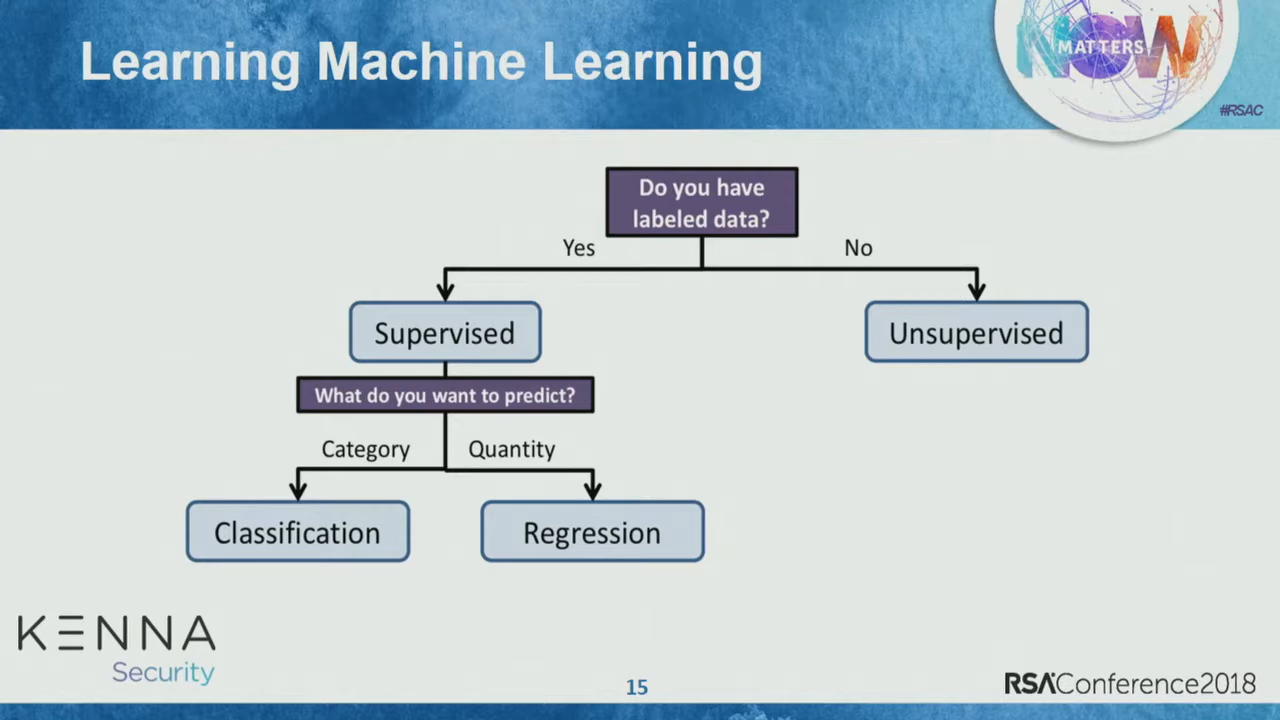 Learning Machine Learning
NOW
MATTERS
#RSAC
Do you have
labeled data?
Yes
No
Supervised
Unsupervised
What do you want to predict?
Category
Quantity
Classification
Regression
KENNA
Security
15
RSAConference2018